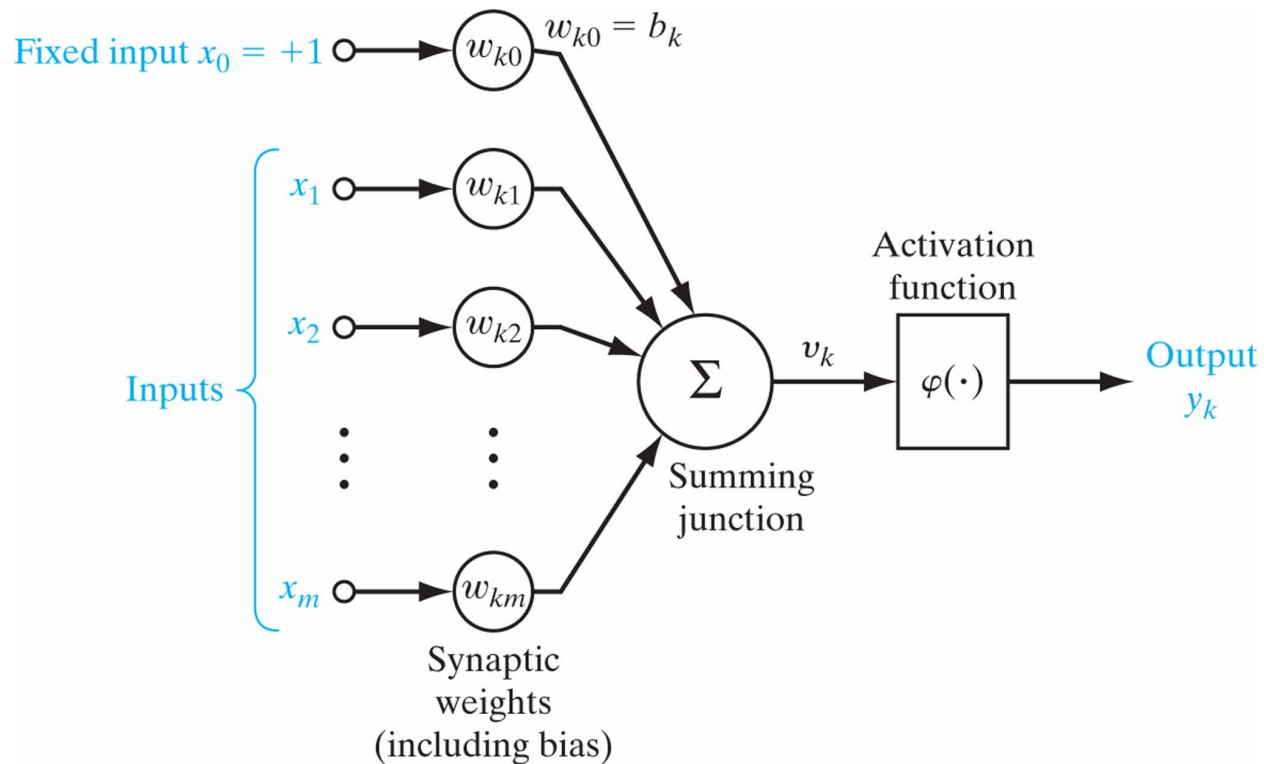 Fixed input x₀ = +1
wₖ₀
wₖ₀ = bₖ
x₁
wₖ₁
Activation
function
x₂
wₖ₂
Inputs
Σ
vₖ
φ(·)
Output
yₖ
Summing
junction
xₘ
wₖₘ
Synaptic
weights
(including bias)